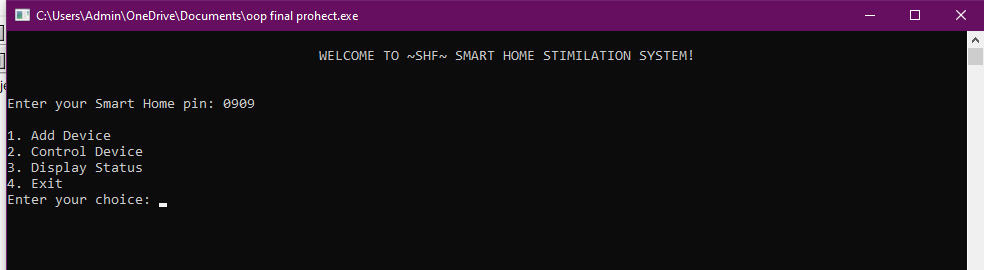 C:\Users\Admin\OneDrive\Documents\oop final prohect.exe
WELCOME TO ~SHF~ SMART HOME STIMILATION SYSTEM!
Enter your Smart Home pin: 0909
1. Add Device
2. Control Device
3. Display Status
4. Exit
Enter your choice: